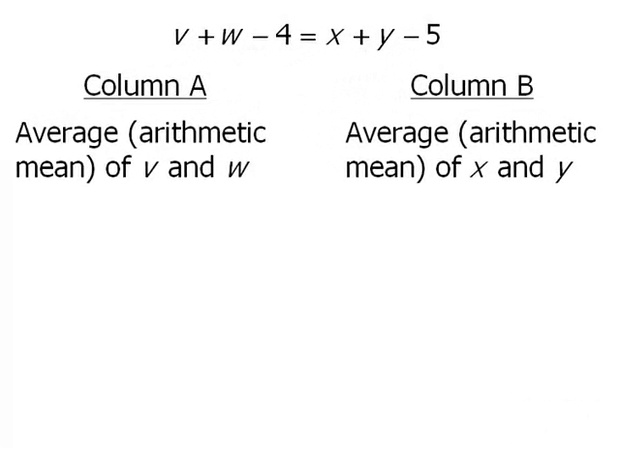 v + w – 4 = x + y – 5
Column A
Column B
Average (arithmetic
mean) of v and w
Average (arithmetic
mean) of x and y